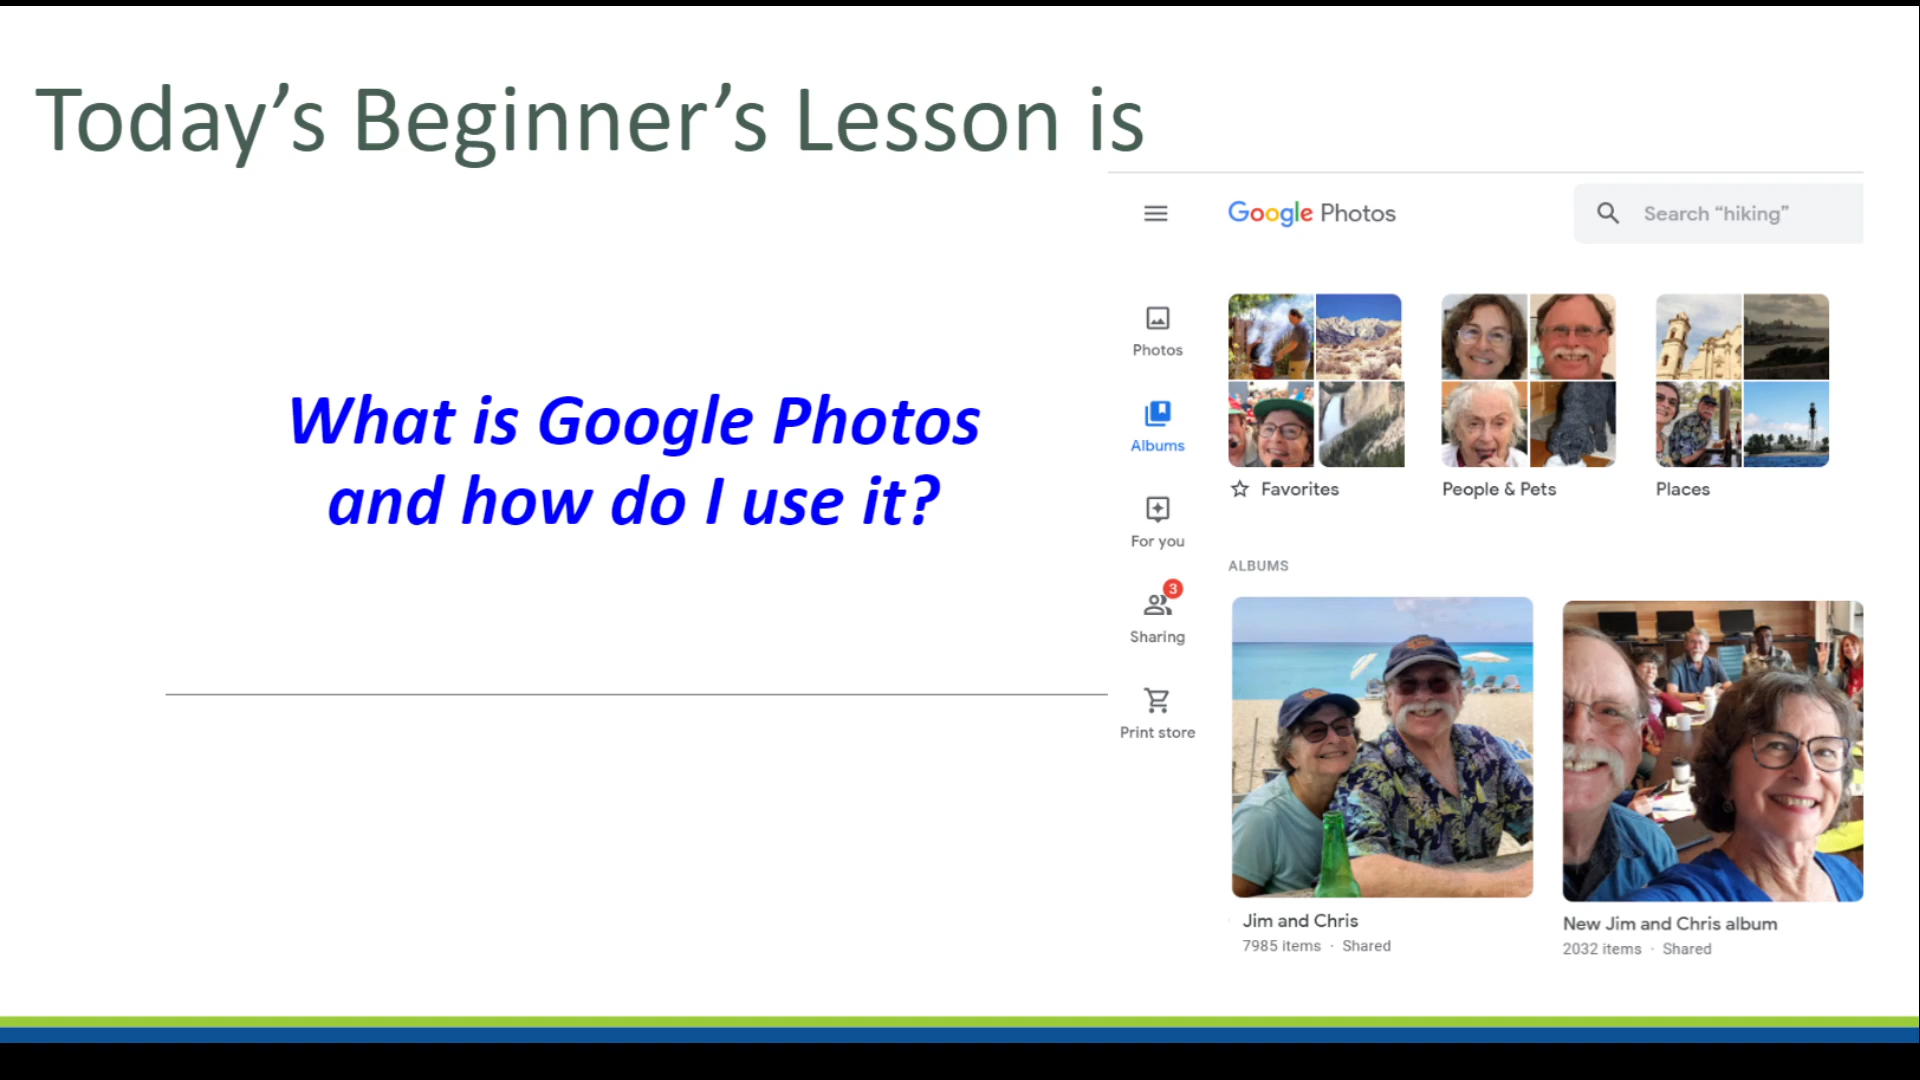 Today’s Beginner’s Lesson is
What is Google Photos
and how do I use it?
Google Photos
Search “hiking”
Photos
Albums
For you
3
Sharing
Print store
Favorites
People & Pets
Places
ALBUMS
Jim and Chris
7985 items · Shared
New Jim and Chris album
2032 items · Shared